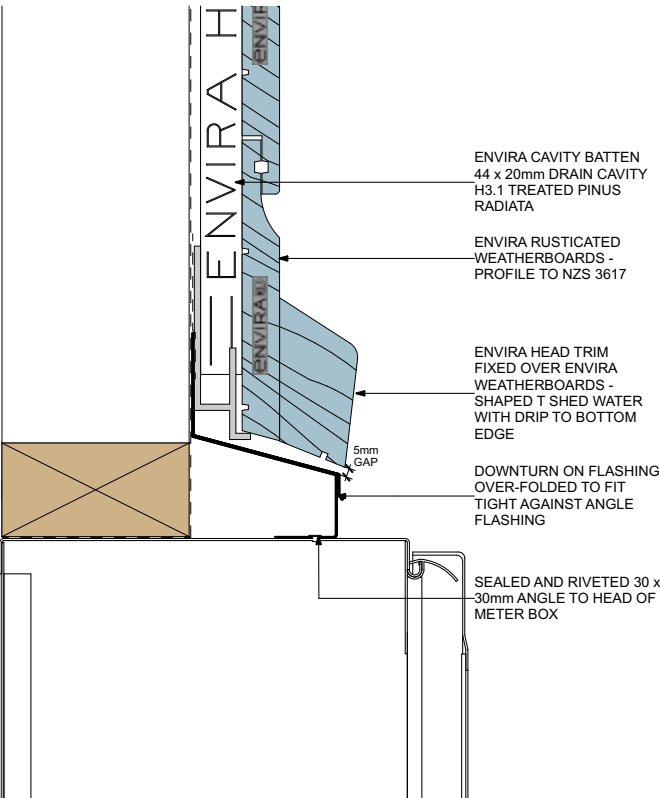 ENVIRA H
ENVIR
ENVIRA CAVITY BATTEN
44 x 20mm DRAIN CAVITY
H3.1 TREATED PINUS
RADIATA
ENVIRA RUSTICATED
WEATHERBOARDS -
PROFILE TO NZS 3617
ENVIRA
ENVIRA HEAD TRIM
FIXED OVER ENVIRA
WEATHERBOARDS -
SHAPED T SHED WATER
WITH DRIP TO BOTTOM
EDGE
5mm
GAP
DOWNTURN ON FLASHING
OVER-FOLDED TO FIT
TIGHT AGAINST ANGLE
FLASHING
SEALED AND RIVETED 30 x
30mm ANGLE TO HEAD OF
METER BOX